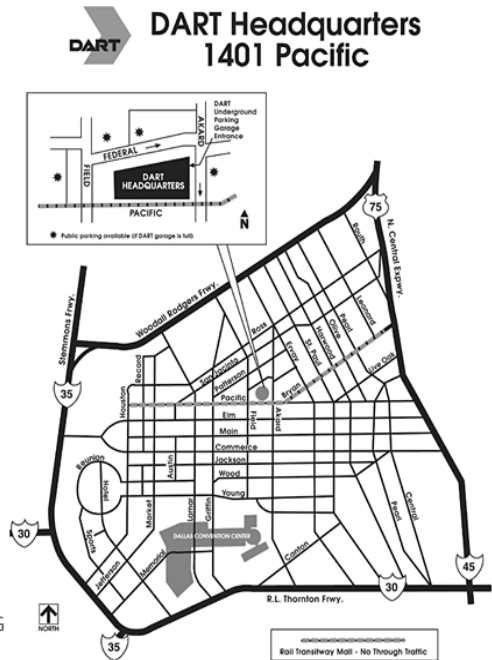 DART
DART Headquarters
1401 Pacific
DART
Underground
Parking
Garage
Entrance
AKARD
FEDERAL
FIELD
DART
HEADQUARTERS
PACIFIC
N
Public parking available (if DART garage is full)
75
N. Central Expwy.
Routh
Woodall Rodgers Frwy.
Stemmons Frwy.
Leonard
Pearl
Olive
Harwood
St. Paul
Ervay
Ross
San Jacinto
Record
Live Oak
Patterson
Bryan
35
Houston
Pacific
Elm
Field
Akard
Main
Commerce
Jackson
Austin
Wood
Reunion
Hotel
Young
Market
Lamar
Griffin
Central
Pearl
Sports
DALLAS CONVENTION CENTER
30
Canton
Jefferson
Memorial
45
30
R.L. Thornton Frwy.
G
NORTH
35
Rail Transitway Mall - No Through Traffic